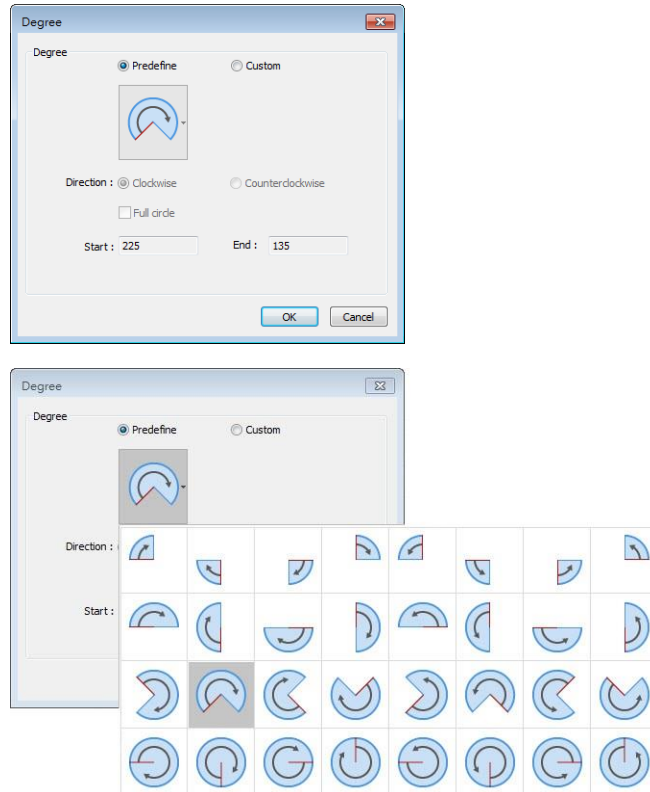 Degree
Degree
Predefine Custom
Direction : Clockwise Counterclockwise
Full circle
Start : 225 End : 135
OK Cancel
Degree
Degree
Predefine Custom
Direction :
Start :